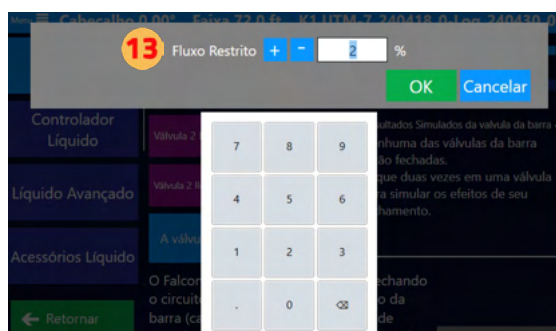 Menu Cabeçalho 0.00° Faixa 72.0 ft K1 UTM-7_240418_0-Log_240430_0
13 Fluxo Restrito + - 2 %
OK Cancelar
Controlador
Líquido
Líquido Avançado
Acessórios Líquido
Retornar
Válvula 2
Válvula 2
A válvu
ultados Simulados da valvula da barra
nhuma das válvulas da barra
ão fechadas.
que duas vezes em uma válvula
ra simular os efeitos de seu
hamento.
7 8 9
4 5 6
1 2 3
. 0
O Falcon echando
o circuito o da
barra (ca de